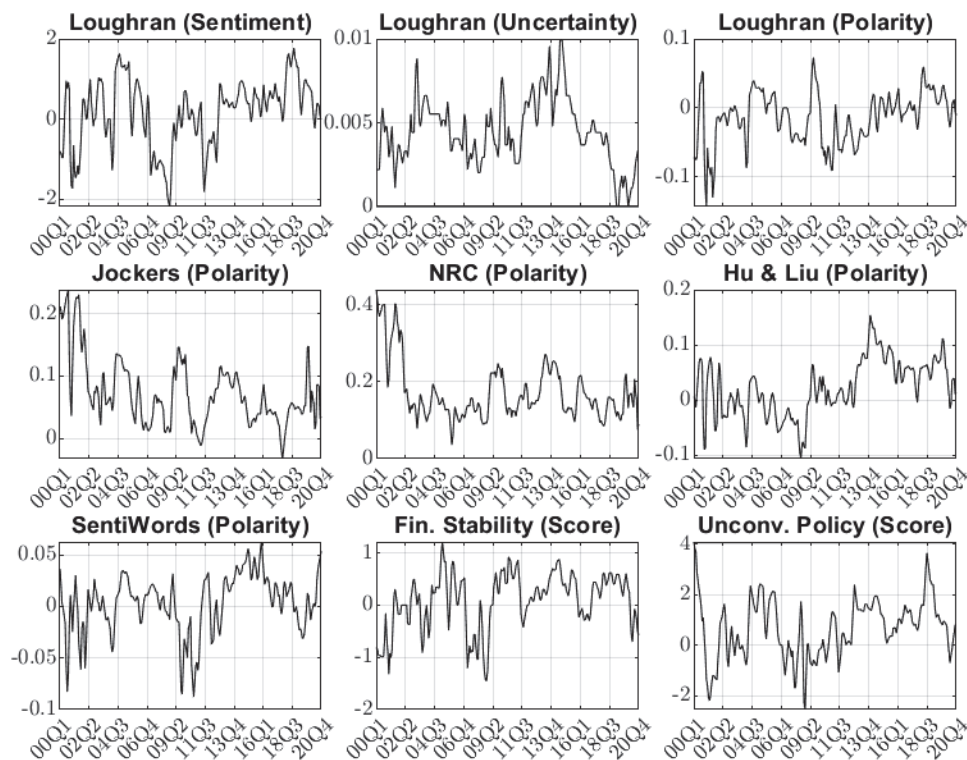 Loughran (Sentiment) Loughran (Uncertainty) Loughran (Polarity)
2 0.01 0.1
0 0.005 0
-2 0 -0.1
00Q1 02Q2 04Q3 06Q4 09Q2 11Q3 13Q4 16Q1 18Q3 20Q4 00Q1 02Q2 04Q3 06Q4 09Q2 11Q3 13Q4 16Q1 18Q3 20Q4 00Q1 02Q2 04Q3 06Q4 09Q2 11Q3 13Q4 16Q1 18Q3 20Q4
Jockers (Polarity) NRC (Polarity) Hu & Liu (Polarity)
0.2 0.4 0.2
0.1 0.2 0.1
0 0 0
-0.1
00Q1 02Q2 04Q3 06Q4 09Q2 11Q3 13Q4 16Q1 18Q3 20Q4 00Q1 02Q2 04Q3 06Q4 09Q2 11Q3 13Q4 16Q1 18Q3 20Q4 00Q1 02Q2 04Q3 06Q4 09Q2 11Q3 13Q4 16Q1 18Q3 20Q4
SentiWords (Polarity) Fin. Stability (Score) Unconv. Policy (Score)
0.05 1 4
0 0 2
-0.05 -1 0
-0.1 -2 -2
00Q1 02Q2 04Q3 06Q4 09Q2 11Q3 13Q4 16Q1 18Q3 20Q4 00Q1 02Q2 04Q3 06Q4 09Q2 11Q3 13Q4 16Q1 18Q3 20Q4 00Q1 02Q2 04Q3 06Q4 09Q2 11Q3 13Q4 16Q1 18Q3 20Q4